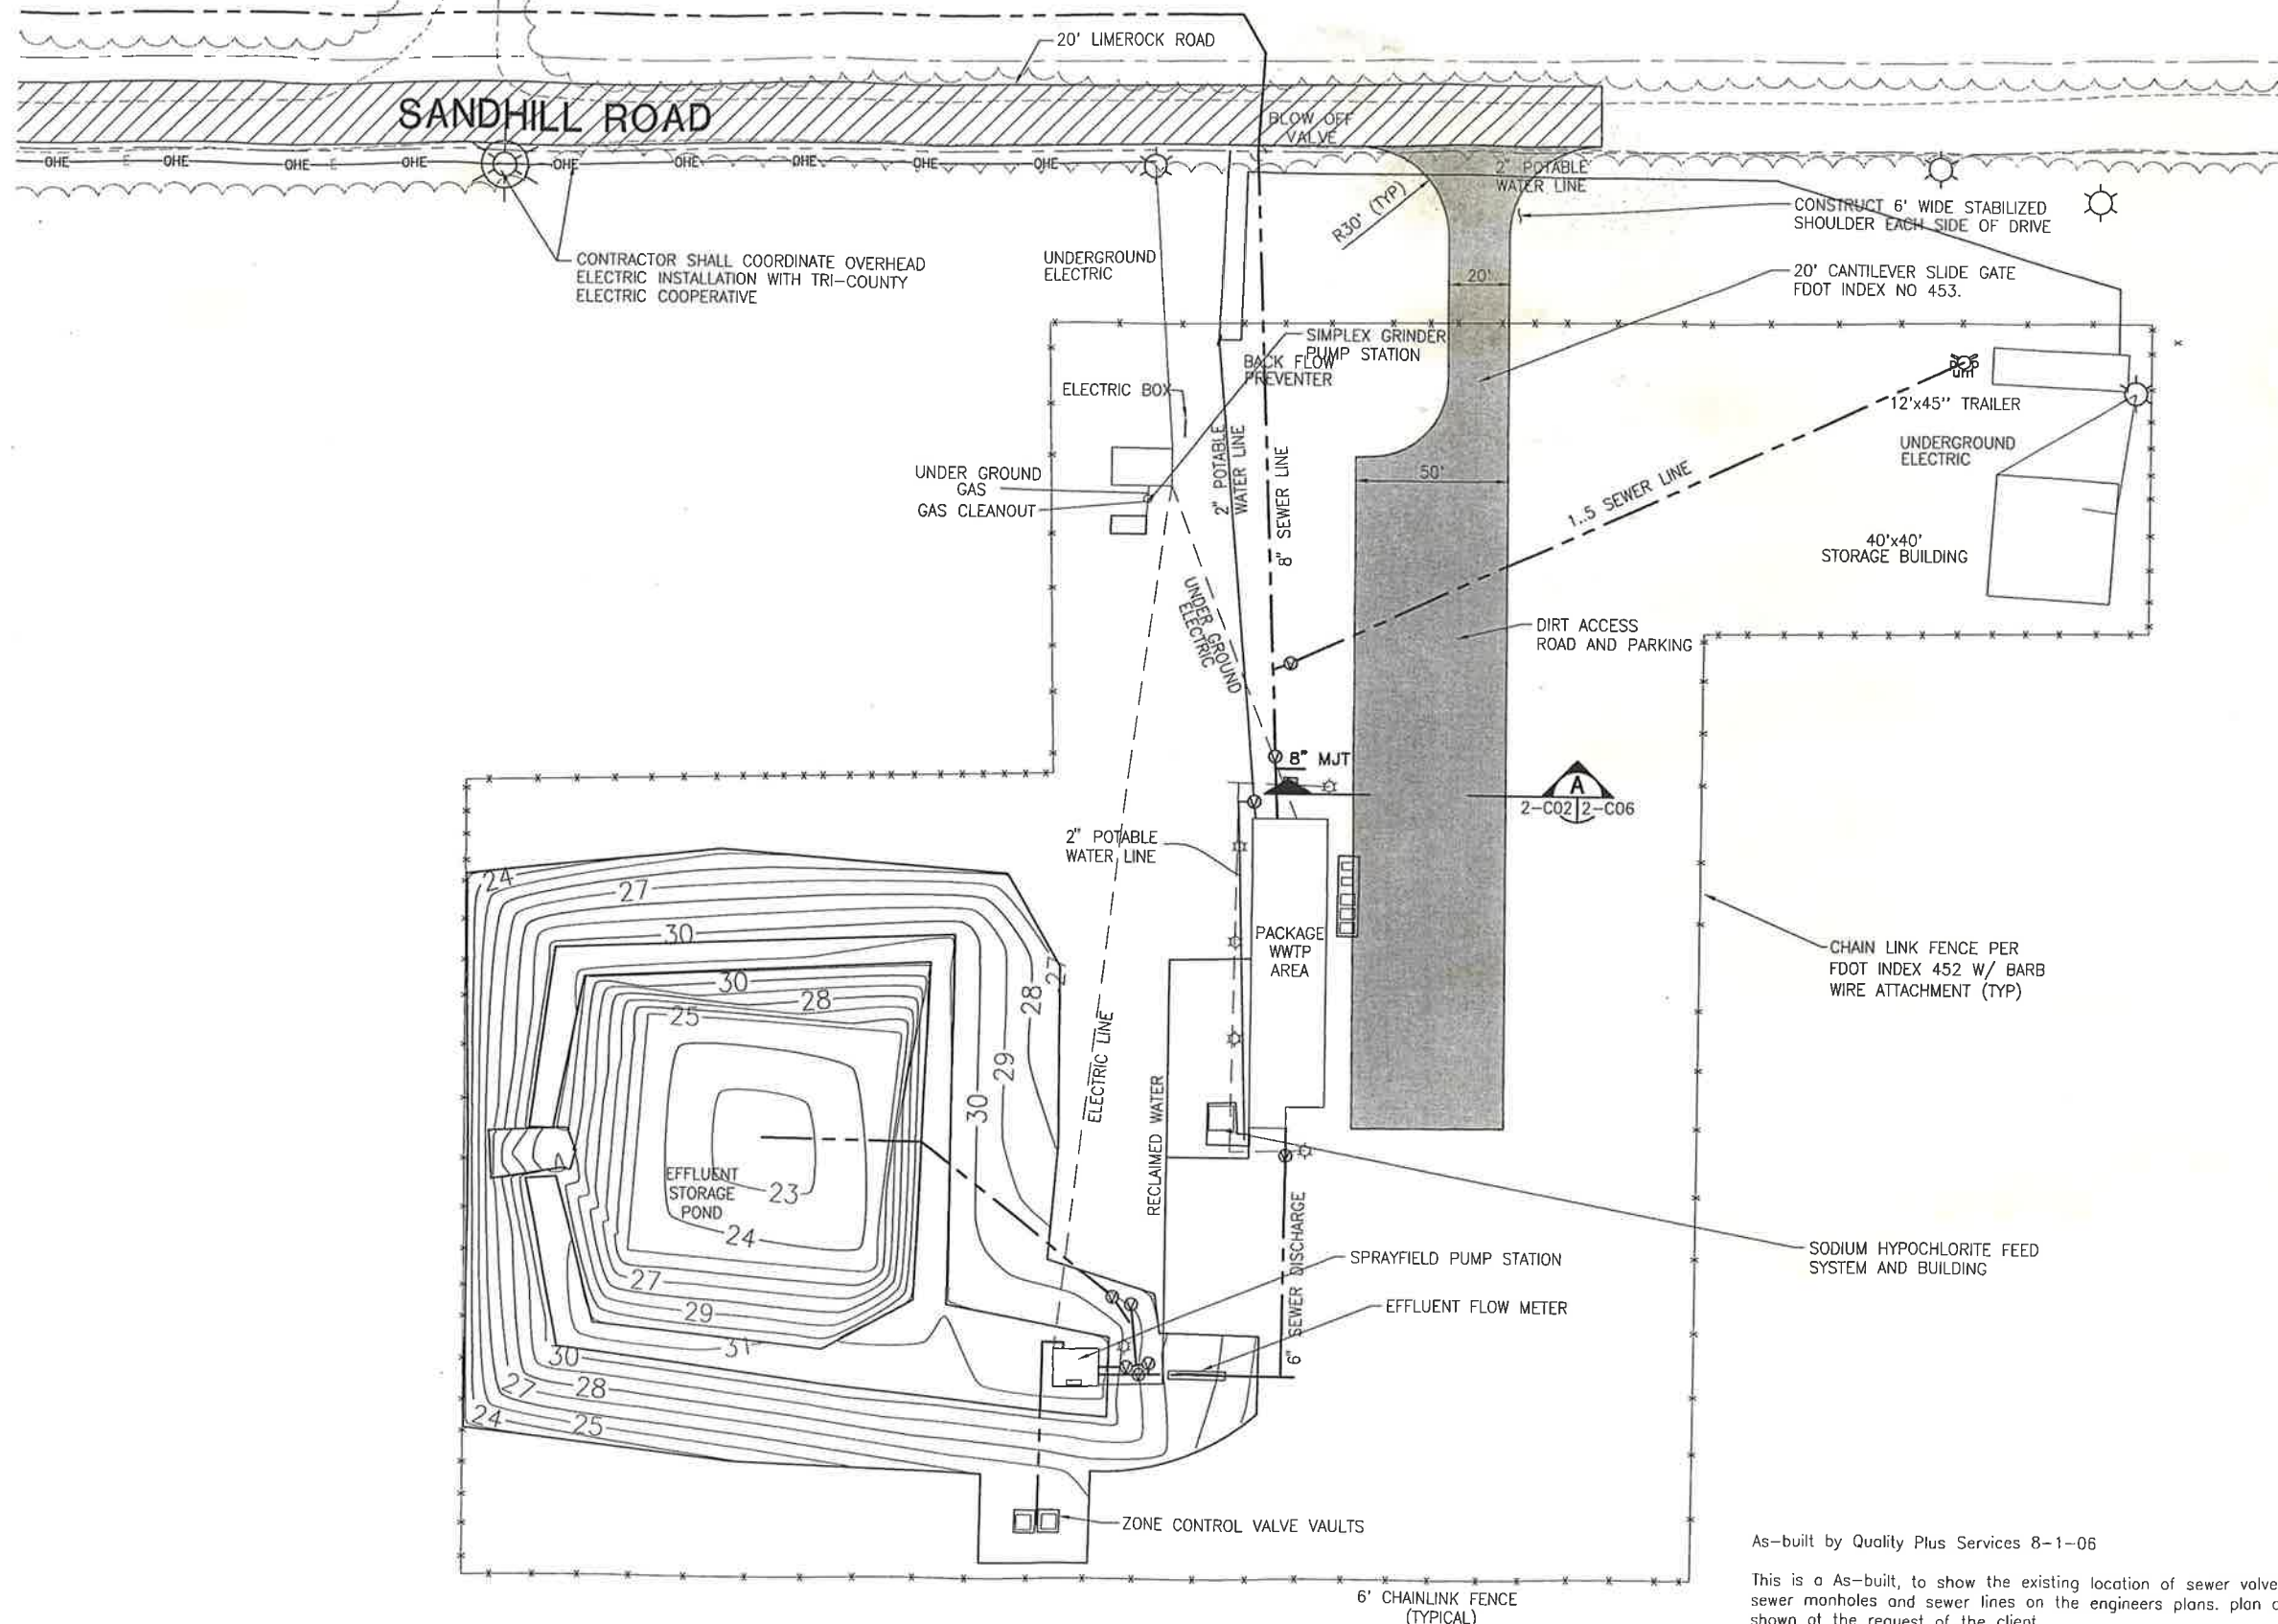 20' LIMEROCK ROAD
SANDHILL ROAD
BLOW OFF
VALVE
OHE E OHE OHE E OHE OHE OHE OHE OHE OHE
2" POTABLE
WATER LINE
R30' (TYP)
CONSTRUCT 6' WIDE STABILIZED
SHOULDER EACH SIDE OF DRIVE
CONTRACTOR SHALL COORDINATE OVERHEAD
ELECTRIC INSTALLATION WITH TRI-COUNTY
ELECTRIC COOPERATIVE
UNDERGROUND
ELECTRIC
20'
20' CANTILEVER SLIDE GATE
FDOT INDEX NO 453.
SIMPLEX GRINDER
PUMP STATION
BACK FLOW
PREVENTER
ELECTRIC BOX
12'x45'' TRAILER
UNDERGROUND
ELECTRIC
2" POTABLE
WATER LINE
8" SEWER LINE
50'
UNDER GROUND
GAS
GAS CLEANOUT
1..5 SEWER LINE
40'x40'
STORAGE BUILDING
UNDER GROUND
ELECTRIC
DIRT ACCESS
ROAD AND PARKING
8" MJT
A
2-C02 2-C06
2" POTABLE
WATER LINE
24
27
30
PACKAGE
WWTP
AREA
CHAIN LINK FENCE PER
FDOT INDEX 452 W/ BARB
WIRE ATTACHMENT (TYP)
27
30
28
28
25
29
30
ELECTRIC LINE
RECLAIMED WATER
EFFLUENT
STORAGE
POND
23
24
6" SEWER DISCHARGE
SODIUM HYPOCHLORITE FEED
SYSTEM AND BUILDING
SPRAYFIELD PUMP STATION
27
29
EFFLUENT FLOW METER
31
30
27
28
24
25
ZONE CONTROL VALVE VAULTS
As-built by Quality Plus Services 8-1-06
This is a As-built, to show the existing location of sewer valve
sewer manholes and sewer lines on the engineers plans. plan
shown at the request of the client
6' CHAINLINK FENCE
(TYPICAL)